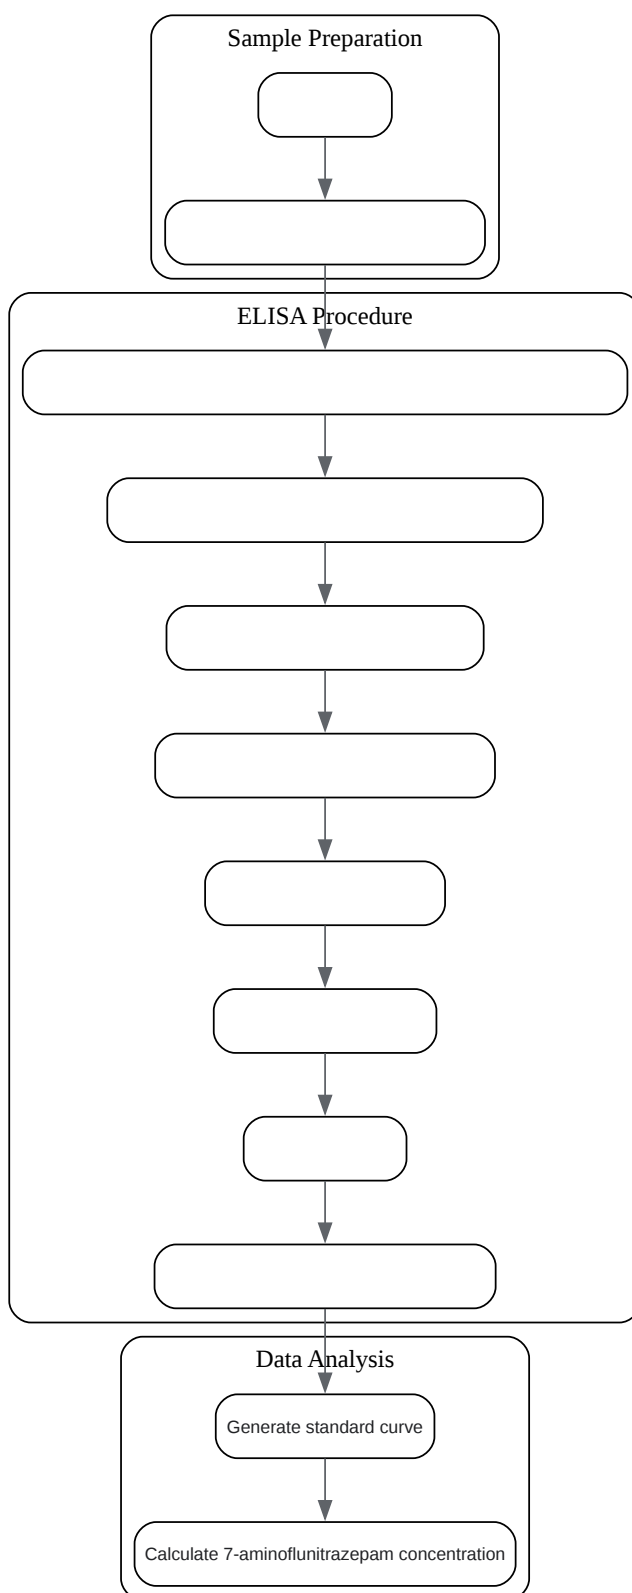 Sample Preparation
ELISA Procedure
Data Analysis
Generate standard curve
Calculate 7-aminoflunitrazepam concentration